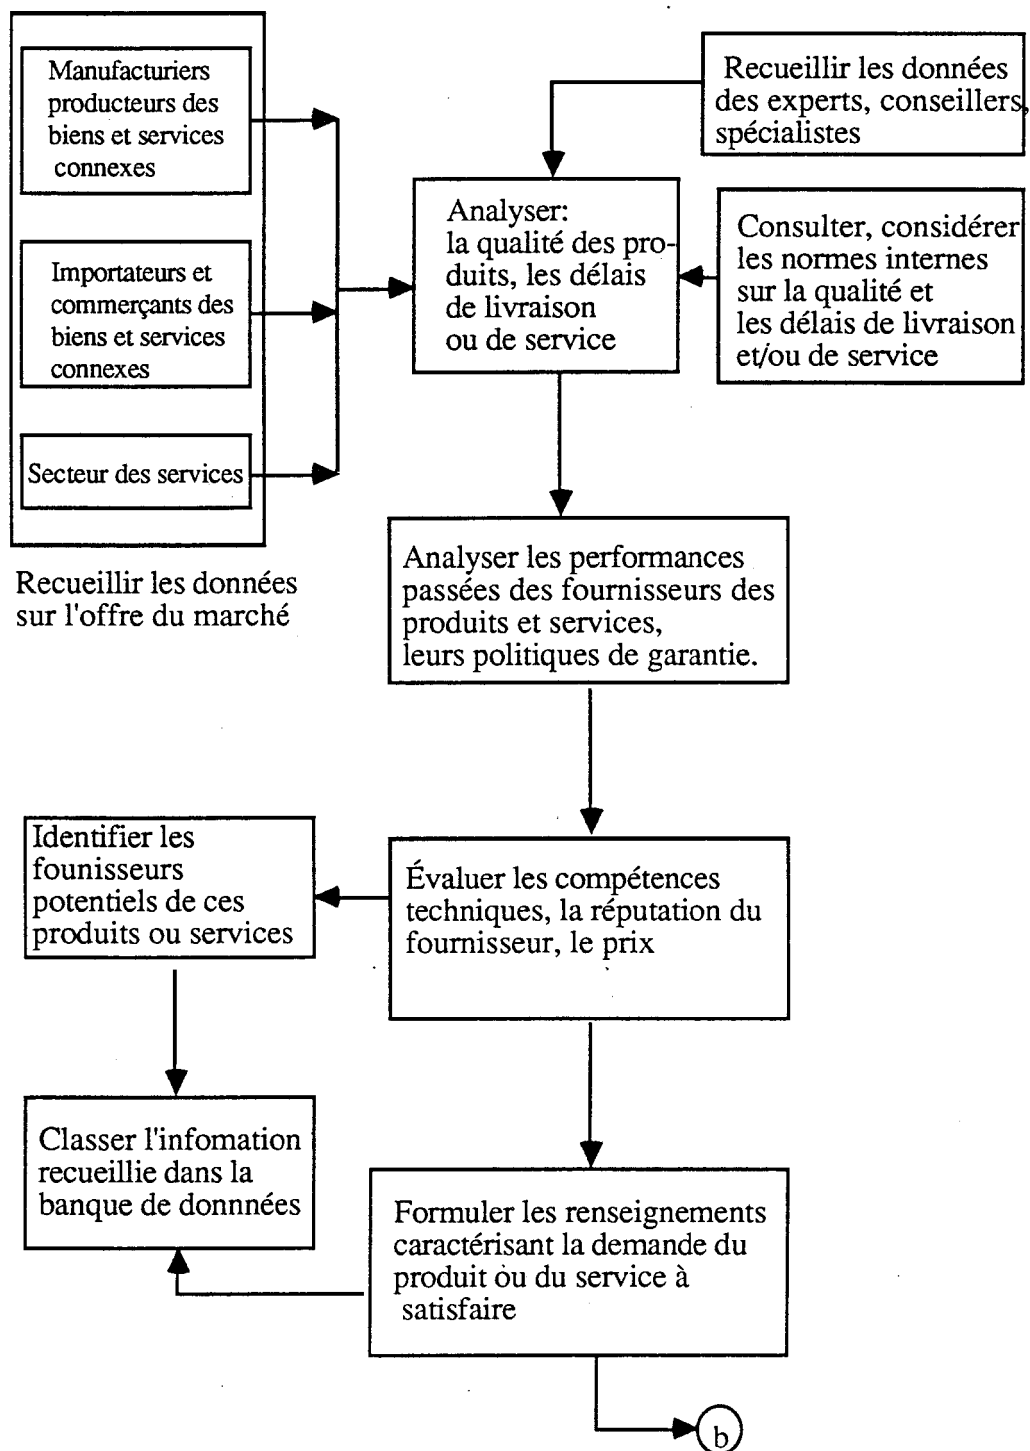 Manufacturiers
producteurs des
biens et services
connexes
Importateurs et
commerçants des
biens et services
connexes
Secteur des services
Recueillir les données
sur l'offre du marché
Recueillir les données
des experts, conseillers,
spécialistes
Analyser:
la qualité des pro-
duits, les délais
de livraison
ou de service
Consulter, considérer
les normes internes
sur la qualité et
les délais de livraison
et/ou de service
Analyser les performances
passées des fournisseurs des
produits et services,
leurs politiques de garantie.
Évaluer les compétences
techniques, la réputation du
fournisseur, le prix
Identifier les
founisseurs
potentiels de ces
produits ou services
Classer l'infomation
recueillie dans la
banque de donnnées
Formuler les renseignements
caractérisant la demande du
produit ou du service à
satisfaire
b